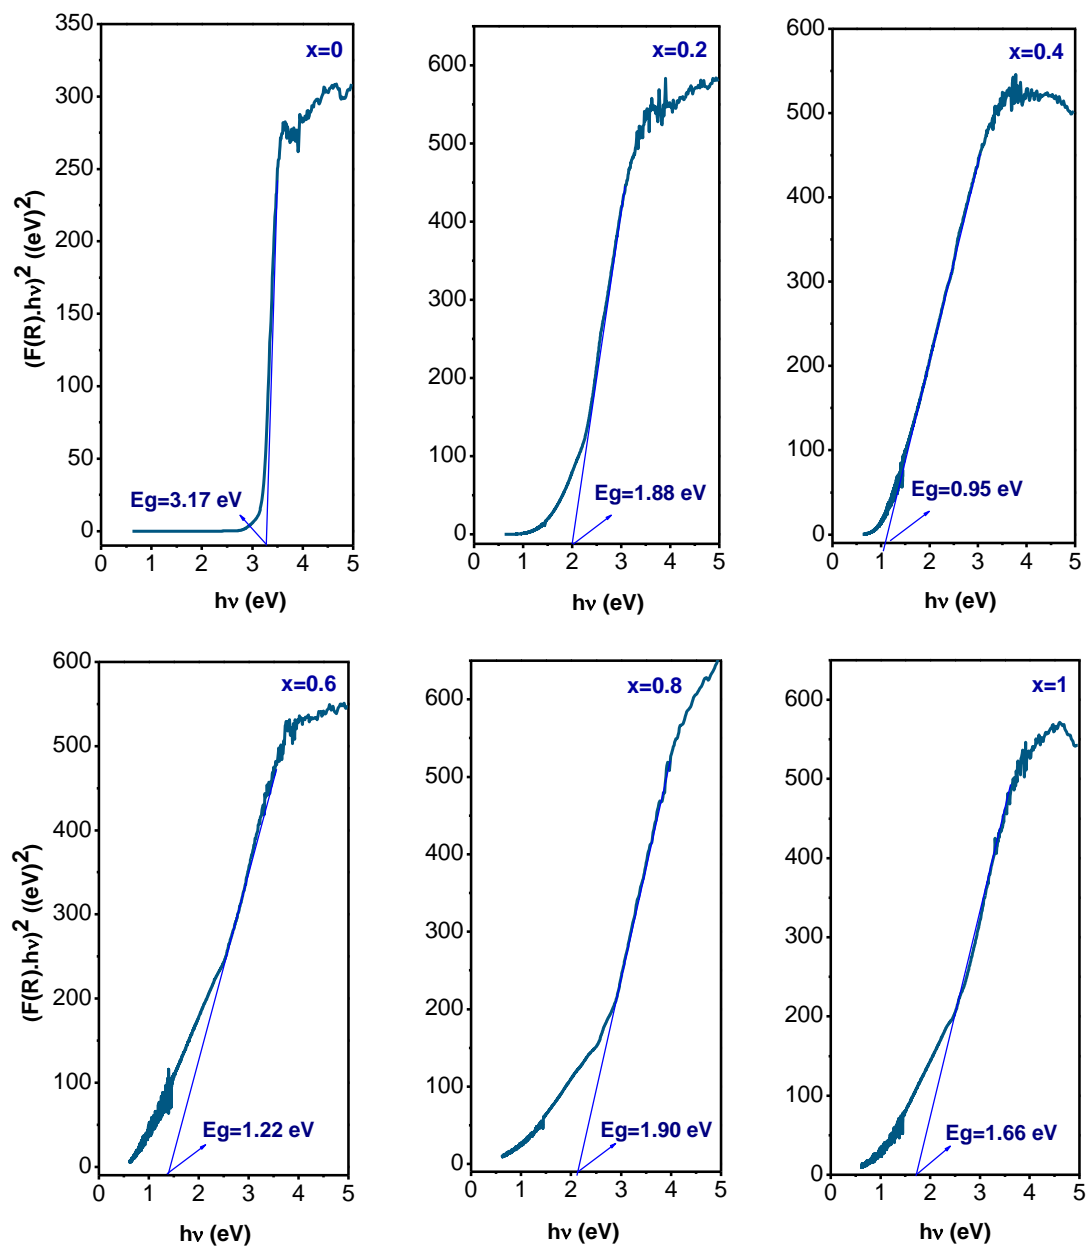 x=0
350
300
250
200
150
100
50
0
(F(R).hν)² ((eV)²)
Eg=3.17 eV
0 1 2 3 4 5
hν (eV)
x=0.2
600
500
400
300
200
100
0
Eg=1.88 eV
0 1 2 3 4 5
hν (eV)
x=0.4
600
500
400
300
200
100
0
Eg=0.95 eV
0 1 2 3 4 5
hν (eV)
x=0.6
600
500
400
300
200
100
0
(F(R).hν)² ((eV)²)
Eg=1.22 eV
0 1 2 3 4 5
hν (eV)
x=0.8
600
500
400
300
200
100
0
Eg=1.90 eV
0 1 2 3 4 5
hν (eV)
x=1
600
500
400
300
200
100
0
Eg=1.66 eV
0 1 2 3 4 5
hν (eV)